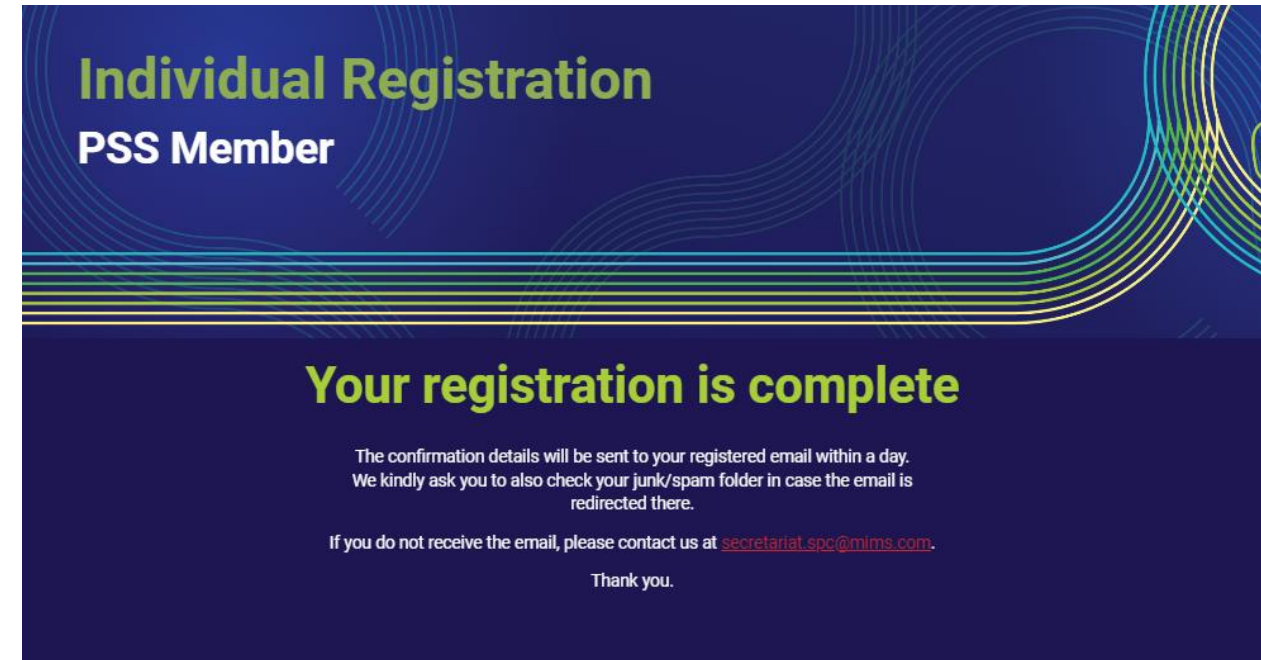 Individual Registration
PSS Member
Your registration is complete
The confirmation details will be sent to your registered email within a day.
We kindly ask you to also check your junk/spam folder in case the email is
redirected there.
If you do not receive the email, please contact us at secretariat.spc@mims.com.
Thank you.